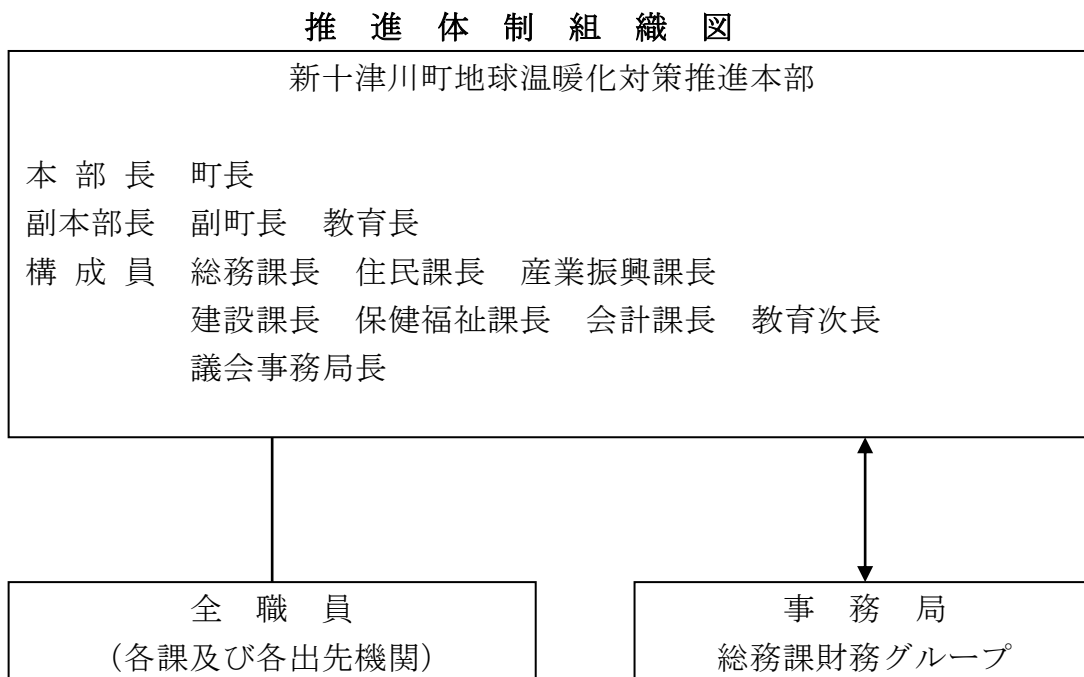 推 進 体 制 組 織 図
新十津川町地球温暖化対策推進本部
本 部 長 町長
副本部長 副町長 教育長
構 成 員 総務課長 住民課長 産業振興課長
建設課長 保健福祉課長 会計課長 教育次長
議会事務局長
全 職 員
（各課及び各出先機関）
事 務 局
総務課財務グループ